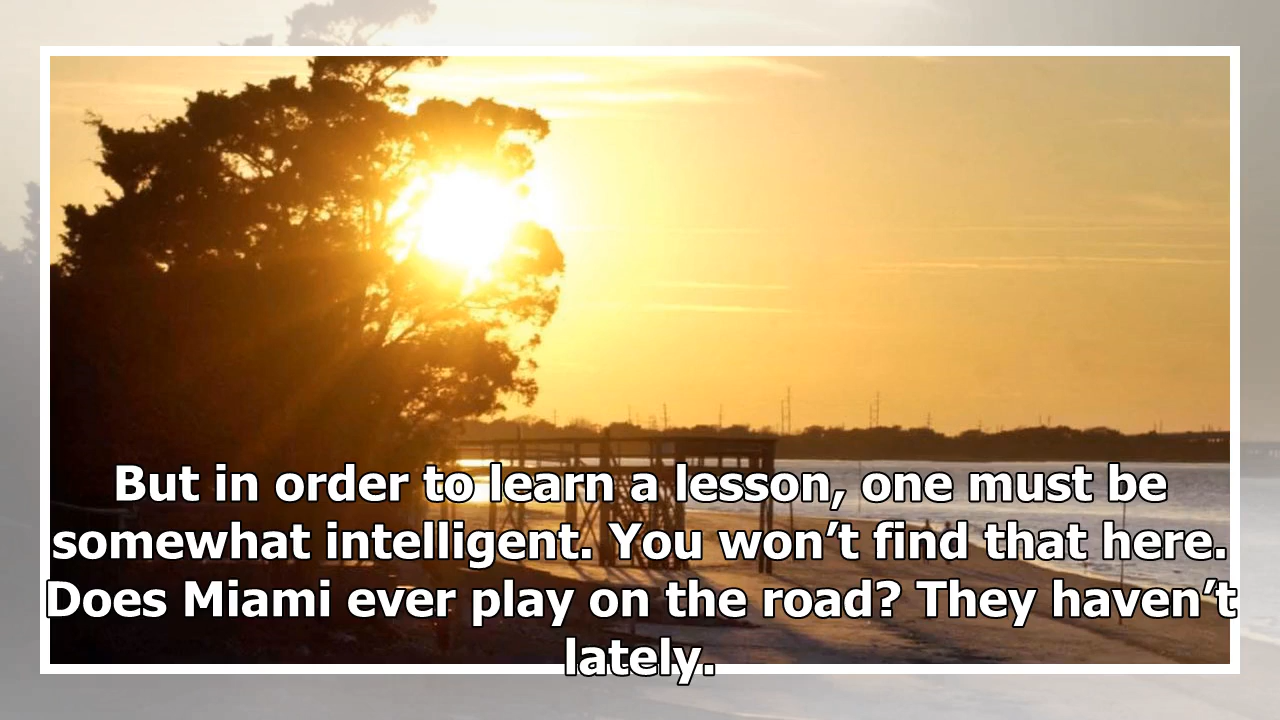 But in order to learn a lesson, one must be
somewhat intelligent. You won’t find that here.
Does Miami ever play on the road? They haven’t
lately.